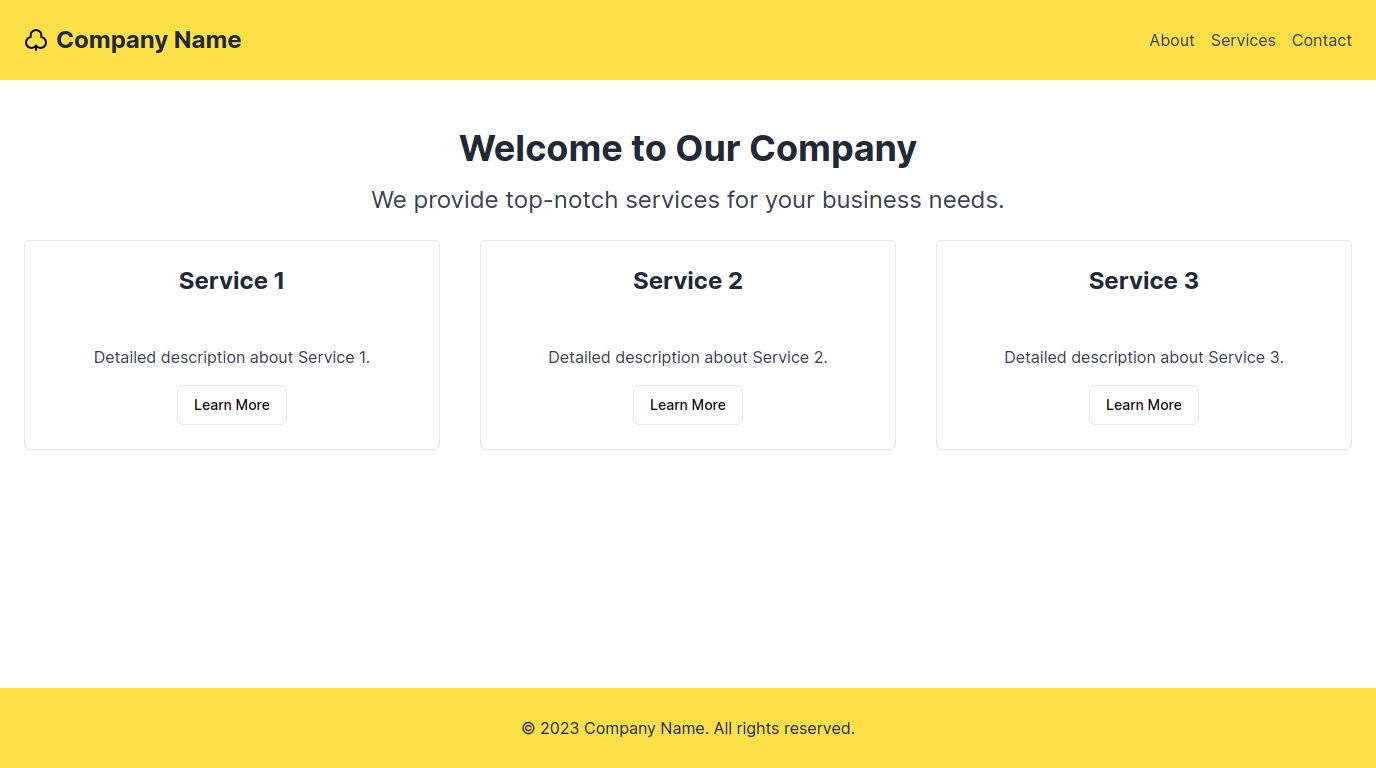 Company Name
About Services Contact
Welcome to Our Company
We provide top-notch services for your business needs.
Service 1
Detailed description about Service 1.
Learn More
Service 2
Detailed description about Service 2.
Learn More
Service 3
Detailed description about Service 3.
Learn More
© 2023 Company Name. All rights reserved.